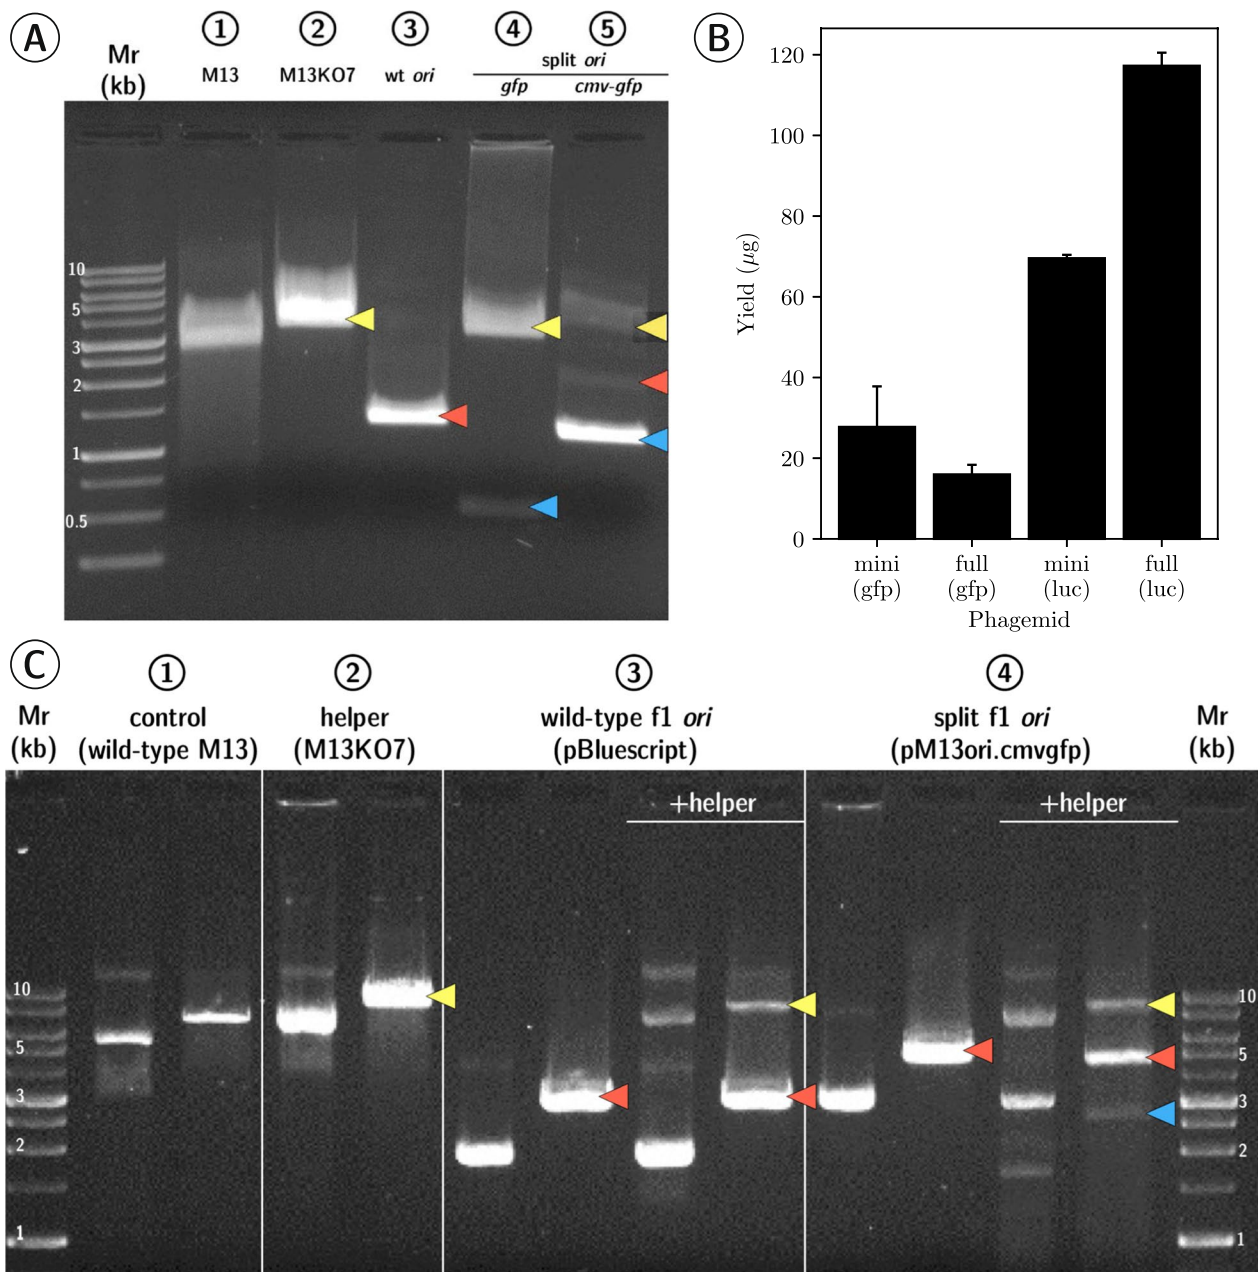 A
Mr
(kb)
1
M13
2
M13KO7
3
wt ori
4
5
split ori
gfp
cmv-gfp
10
5
3
2
1
0.5
B
120
100
80
60
40
20
0
Yield (μg)
mini
(gfp)
full
(gfp)
mini
(luc)
full
(luc)
Phagemid
C
Mr
(kb)
1
control
(wild-type M13)
2
helper
(M13KO7)
3
wild-type f1 ori
(pBluescript)
4
split f1 ori
(pM13ori.cmvgfp)
Mr
(kb)
+helper
+helper
10
5
3
2
1
10
5
3
2
1